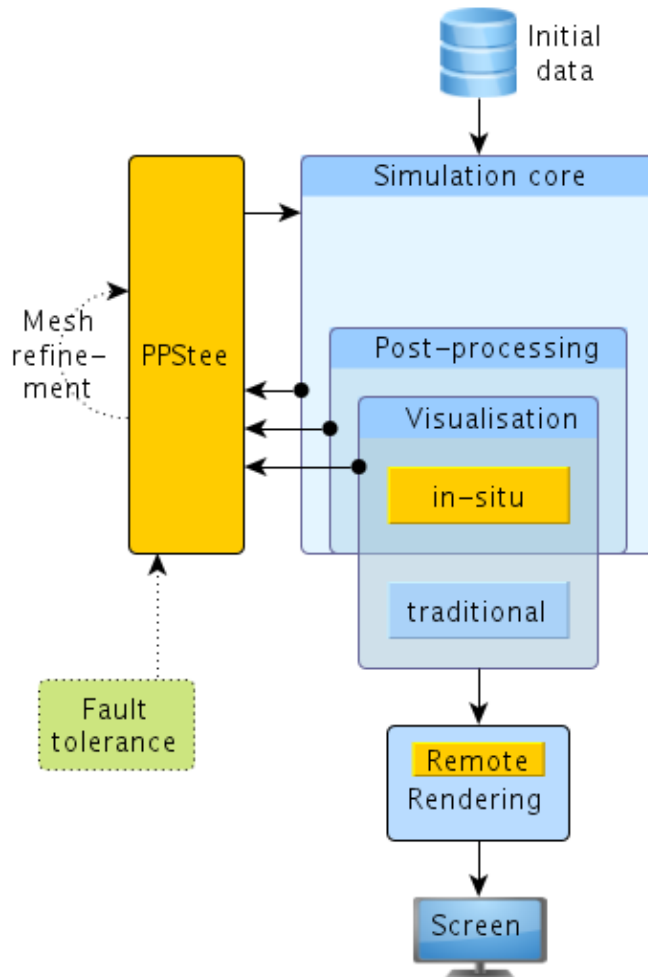 Initial
data
Simulation core
Mesh
refine-
ment
PPStee
Post-processing
Visualisation
in-situ
traditional
Fault
tolerance
Remote
Rendering
Screen